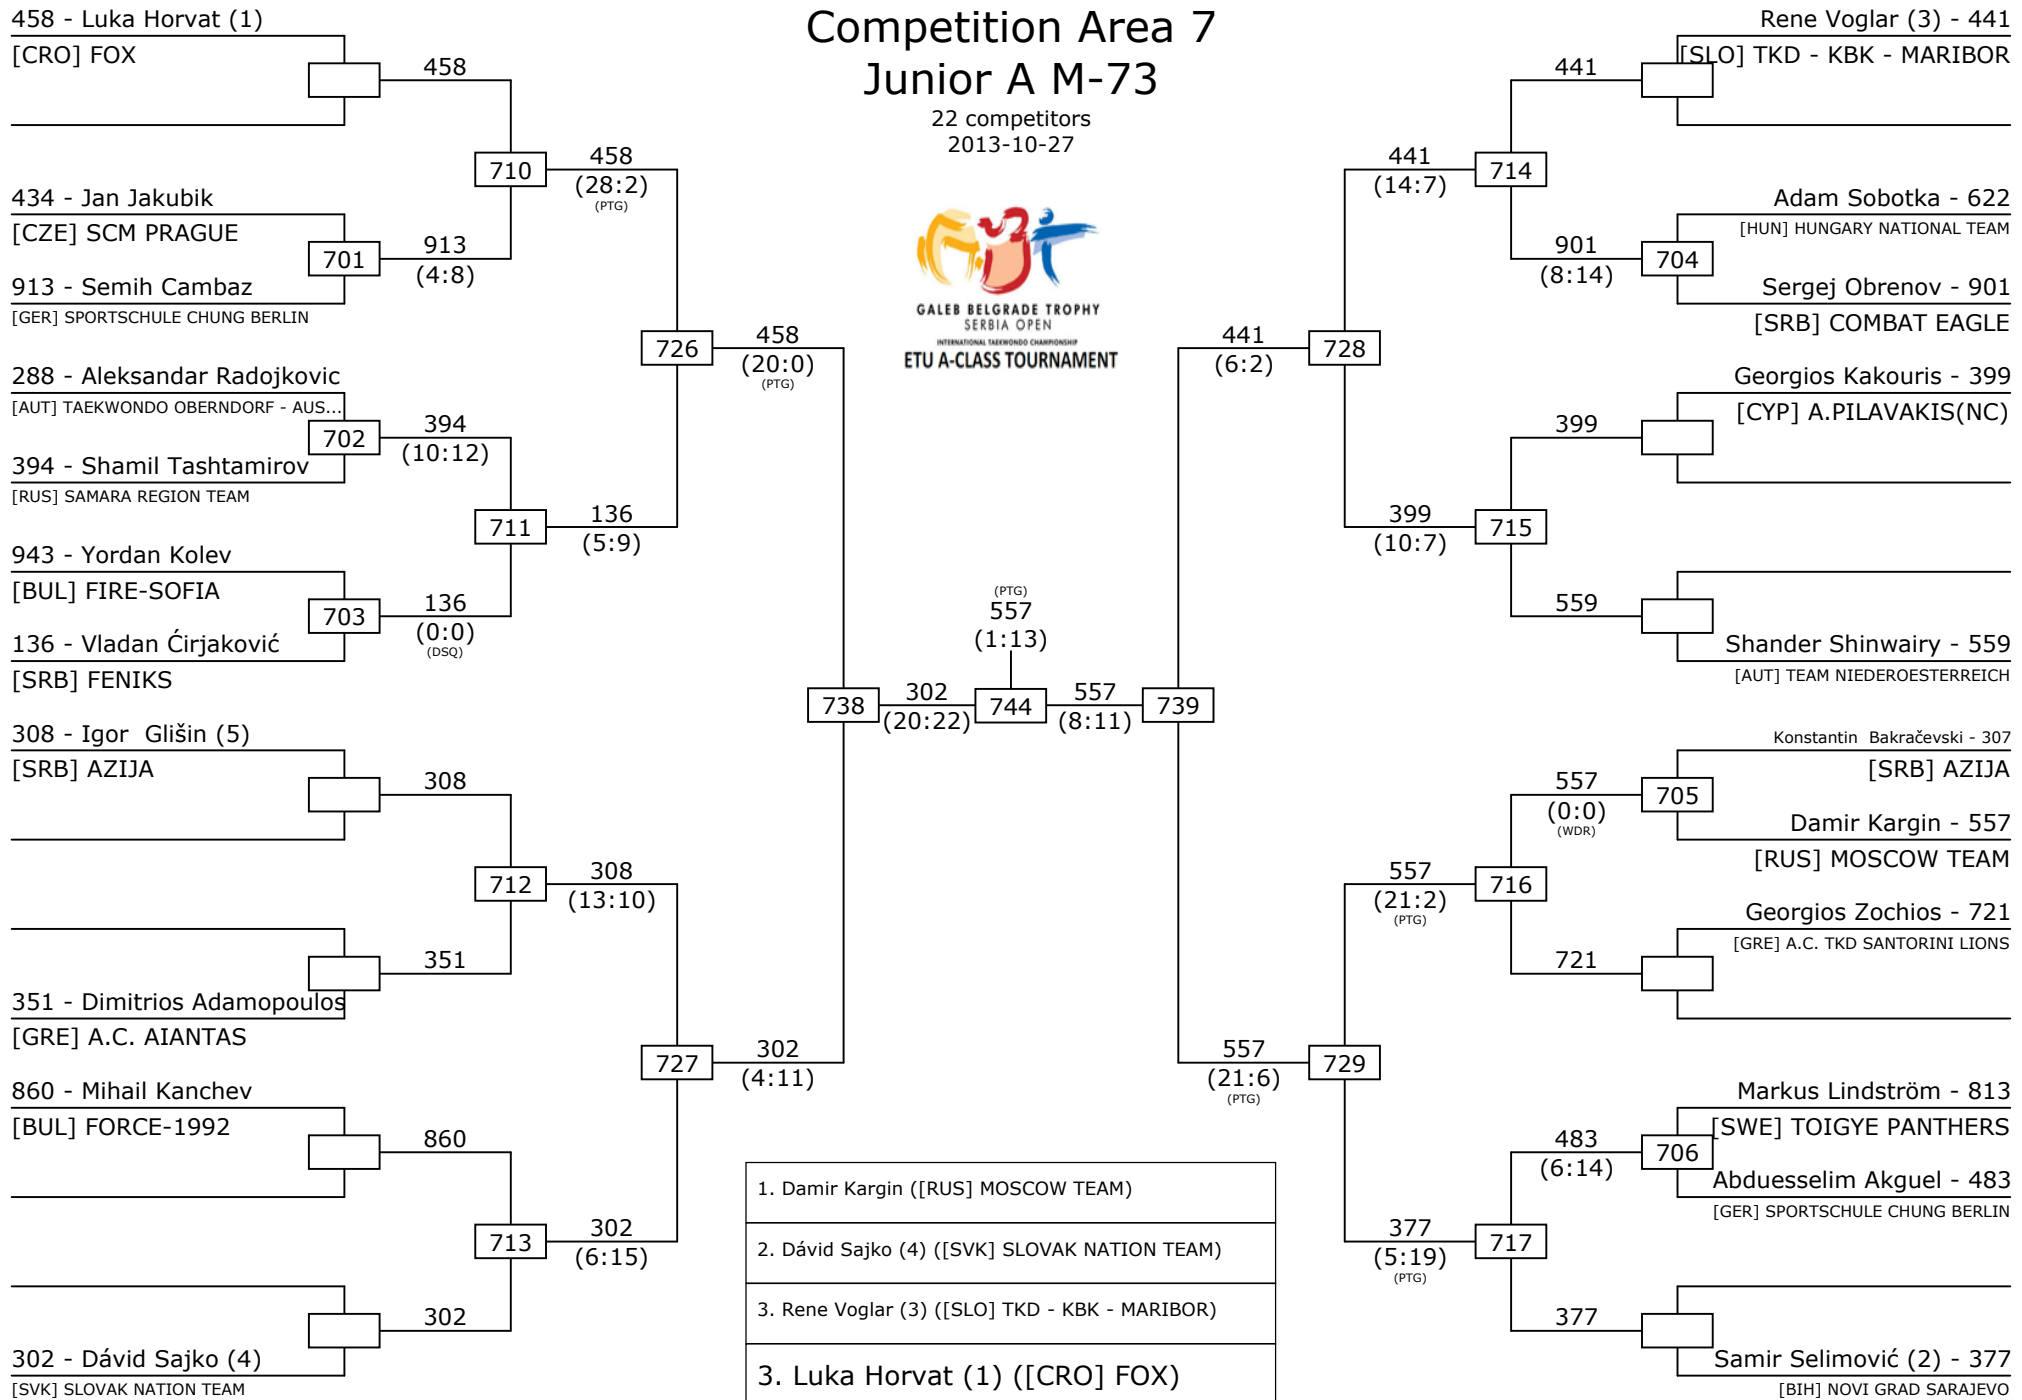 Competition Area 7
Junior A M-73
22 competitors
2013-10-27
GALEB BELGRADE TROPHY
SERBIA OPEN
INTERNATIONAL TAEKWONDO CHAMPIONSHIP
ETU A-CLASS TOURNAMENT
458 - Luka Horvat (1)
[CRO] FOX
434 - Jan Jakubik
[CZE] SCM PRAGUE
913 - Semih Cambaz
[GER] SPORTSCHULE CHUNG BERLIN
288 - Aleksandar Radojkovic
[AUT] TAEKWONDO OBERNDORF - AUS...
394 - Shamil Tashtamirov
[RUS] SAMARA REGION TEAM
943 - Yordan Kolev
[BUL] FIRE-SOFIA
136 - Vladan Ćirjaković
[SRB] FENIKS
308 - Igor  Glišin (5)
[SRB] AZIJA
351 - Dimitrios Adamopoulos
[GRE] A.C. AIANTAS
860 - Mihail Kanchev
[BUL] FORCE-1992
302 - Dávid Sajko (4)
[SVK] SLOVAK NATION TEAM
458
701
913
(4:8)
702
394
(10:12)
703
136
(0:0)
(DSQ)
308
351
860
302
710
458
(28:2)
(PTG)
711
136
(5:9)
712
308
(13:10)
713
302
(6:15)
726
458
(20:0)
(PTG)
727
302
(4:11)
738
302
(20:22)
(PTG)
557
(1:13)
744
557
(8:11)
739
441
(6:2)
728
557
(21:6)
(PTG)
729
441
(14:7)
714
399
(10:7)
715
557
(21:2)
(PTG)
716
377
(5:19)
(PTG)
717
441
901
(8:14)
704
399
559
557
(0:0)
(WDR)
705
721
483
(6:14)
706
377
Rene Voglar (3) - 441
[SLO] TKD - KBK - MARIBOR
Adam Sobotka - 622
[HUN] HUNGARY NATIONAL TEAM
Sergej Obrenov - 901
[SRB] COMBAT EAGLE
Georgios Kakouris - 399
[CYP] A.PILAVAKIS(NC)
Shander Shinwairy - 559
[AUT] TEAM NIEDEROESTERREICH
Konstantin  Bakračevski - 307
[SRB] AZIJA
Damir Kargin - 557
[RUS] MOSCOW TEAM
Georgios Zochios - 721
[GRE] A.C. TKD SANTORINI LIONS
Markus Lindström - 813
[SWE] TOIGYE PANTHERS
Abduesselim Akguel - 483
[GER] SPORTSCHULE CHUNG BERLIN
Samir Selimović (2) - 377
[BIH] NOVI GRAD SARAJEVO
1. Damir Kargin ([RUS] MOSCOW TEAM)
2. Dávid Sajko (4) ([SVK] SLOVAK NATION TEAM)
3. Rene Voglar (3) ([SLO] TKD - KBK - MARIBOR)
3. Luka Horvat (1) ([CRO] FOX)